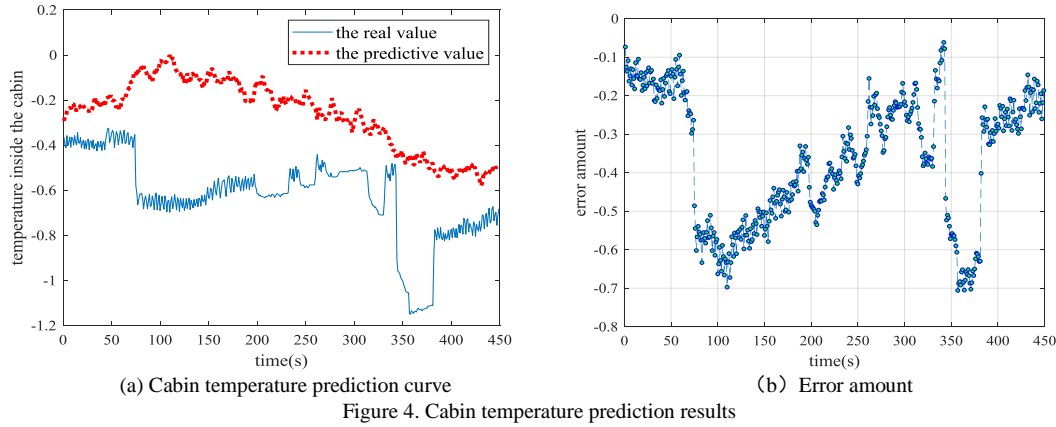 0.2
0
-0.2
-0.4
-0.6
-0.8
-1
-1.2
temperature inside the cabin
the real value
the predictive value
0 50 100 150 200 250 300 350 400 450
time(s)
(a) Cabin temperature prediction curve
0
-0.1
-0.2
-0.3
-0.4
-0.5
-0.6
-0.7
-0.8
error amount
0 50 100 150 200 250 300 350 400 450
time(s)
（b）Error amount
Figure 4. Cabin temperature prediction results